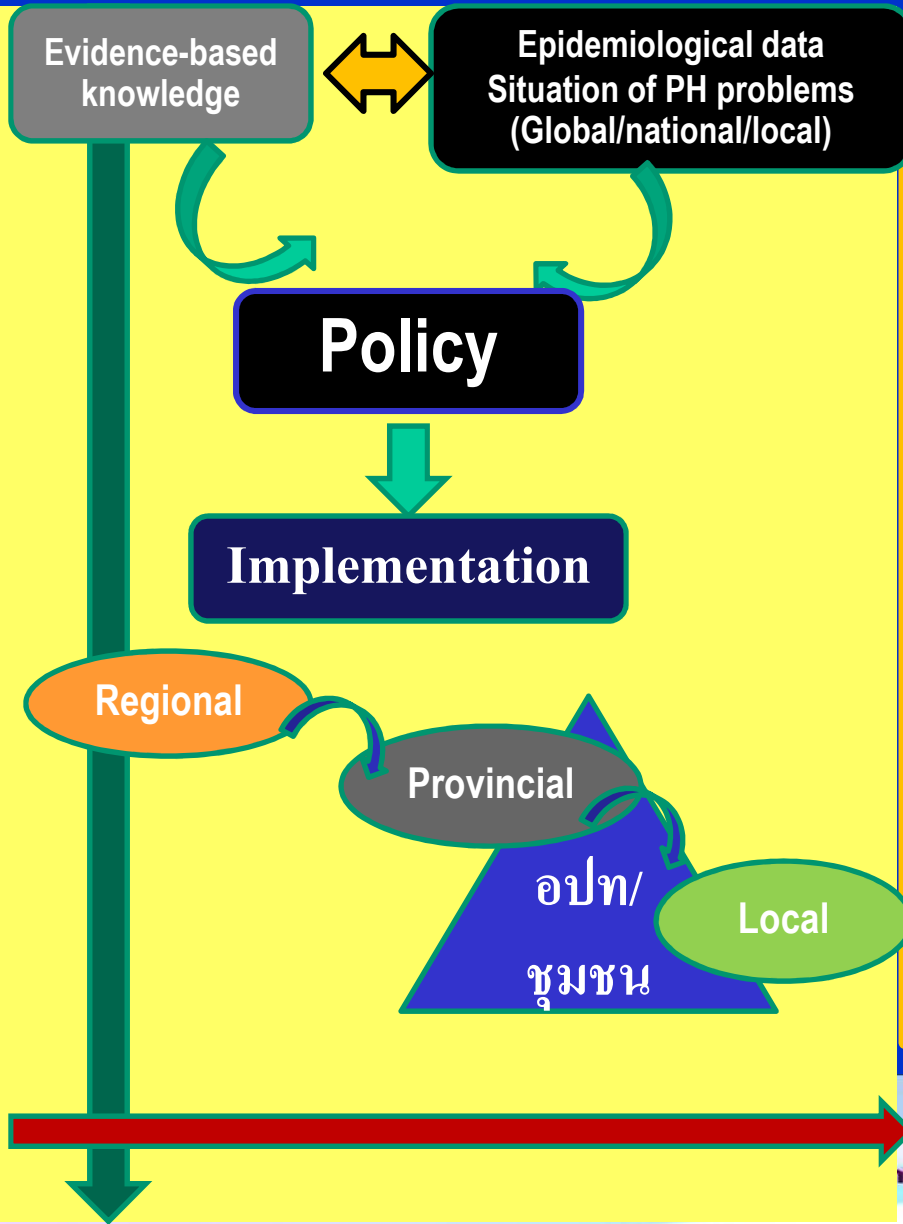 Evidence-based
knowledge
Epidemiological data
Situation of PH problems
(Global/national/local)
Policy
Implementation
Regional
Provincial
อปท/
ชุมชน
Local